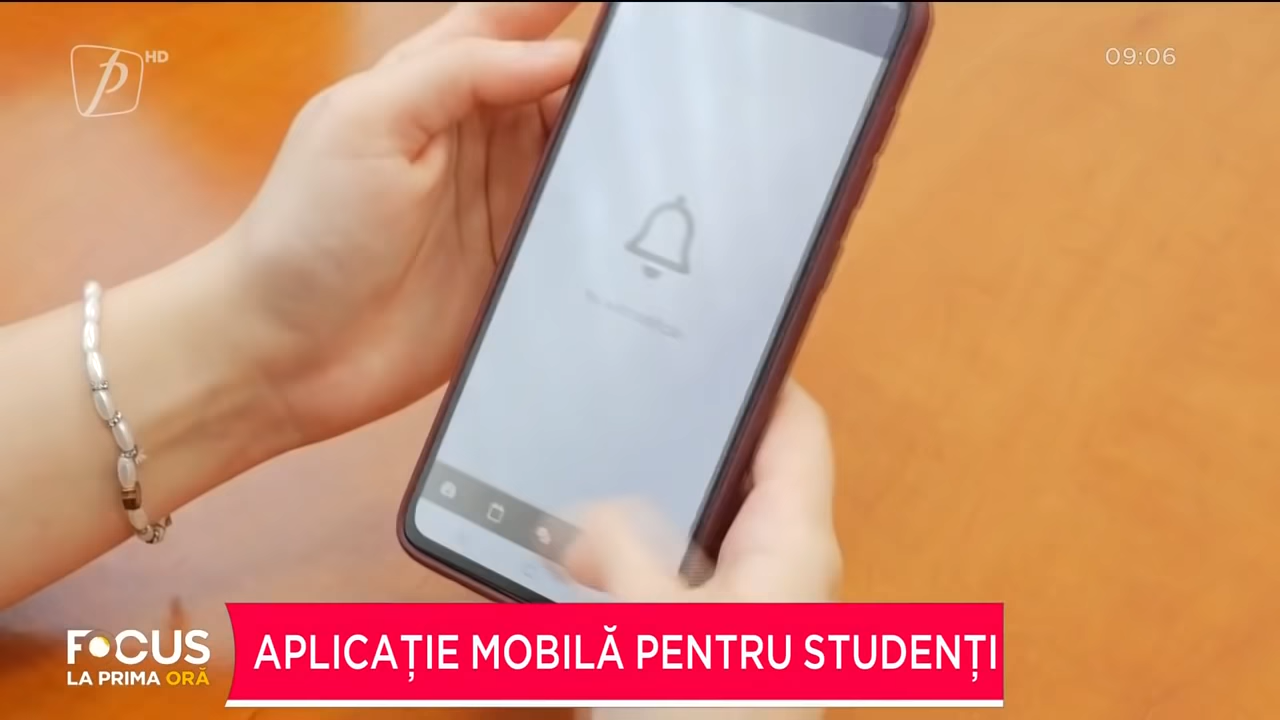 p HD
09:06
FOCUS
LA PRIMA ORĂ
APLICAȚIE MOBILĂ PENTRU STUDENȚI